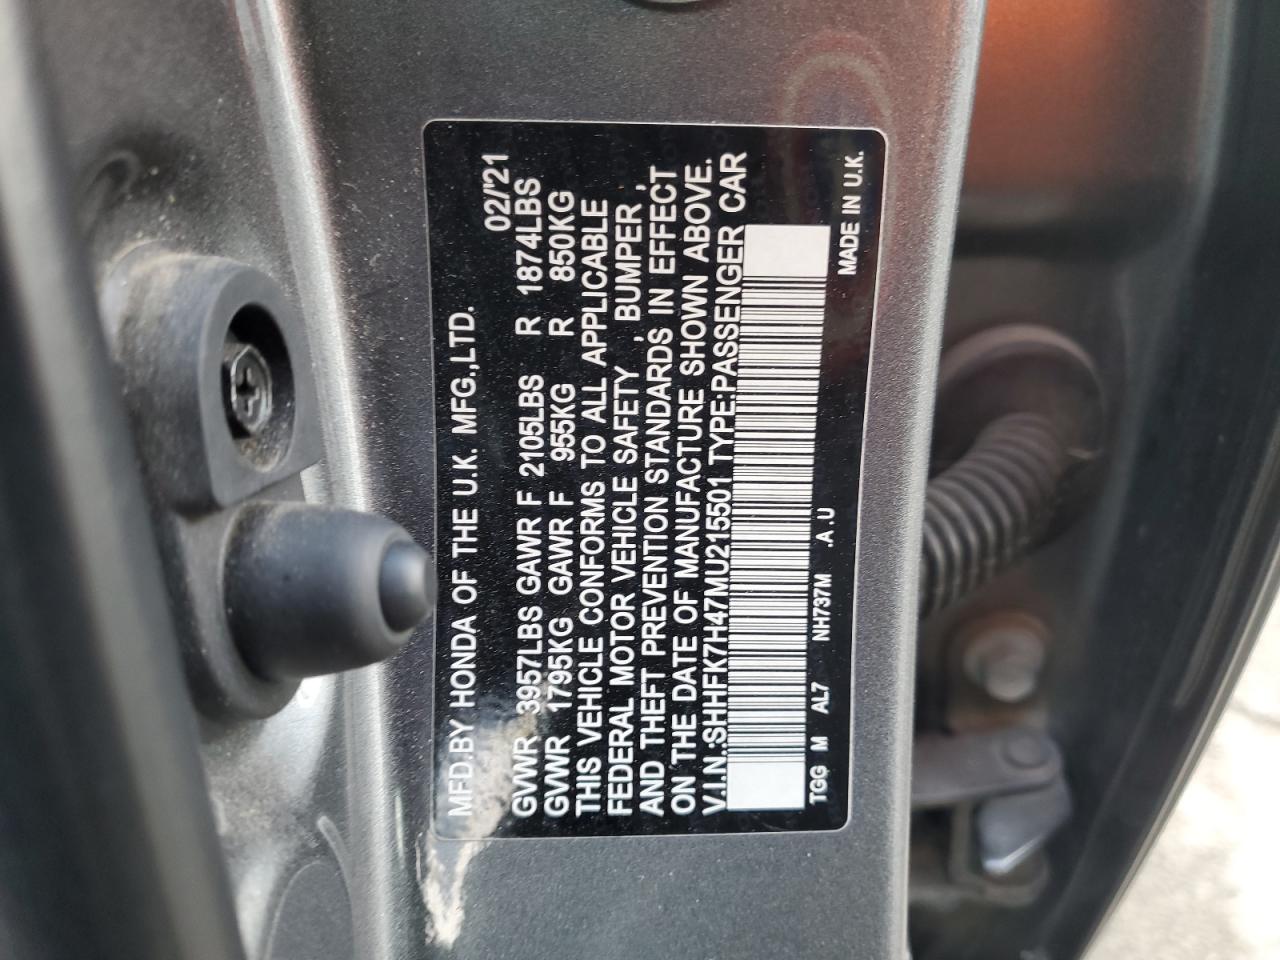 MFD.BY HONDA OF THE U.K. MFG.,LTD. 02/'21
GVWR 3957LBS GAWR F 2105LBS R 1874LBS
GVWR 1795KG GAWR F 955KG R 850KG
THIS VEHICLE CONFORMS TO ALL APPLICABLE
FEDERAL MOTOR VEHICLE SAFETY , BUMPER ,
AND THEFT PREVENTION STANDARDS IN EFFECT
ON THE DATE OF MANUFACTURE SHOWN ABOVE.
V.I.N.:SHHFK7H47MU215501 TYPE:PASSENGER CAR
TGG M AL7 NH737M .A.U MADE IN U.K.